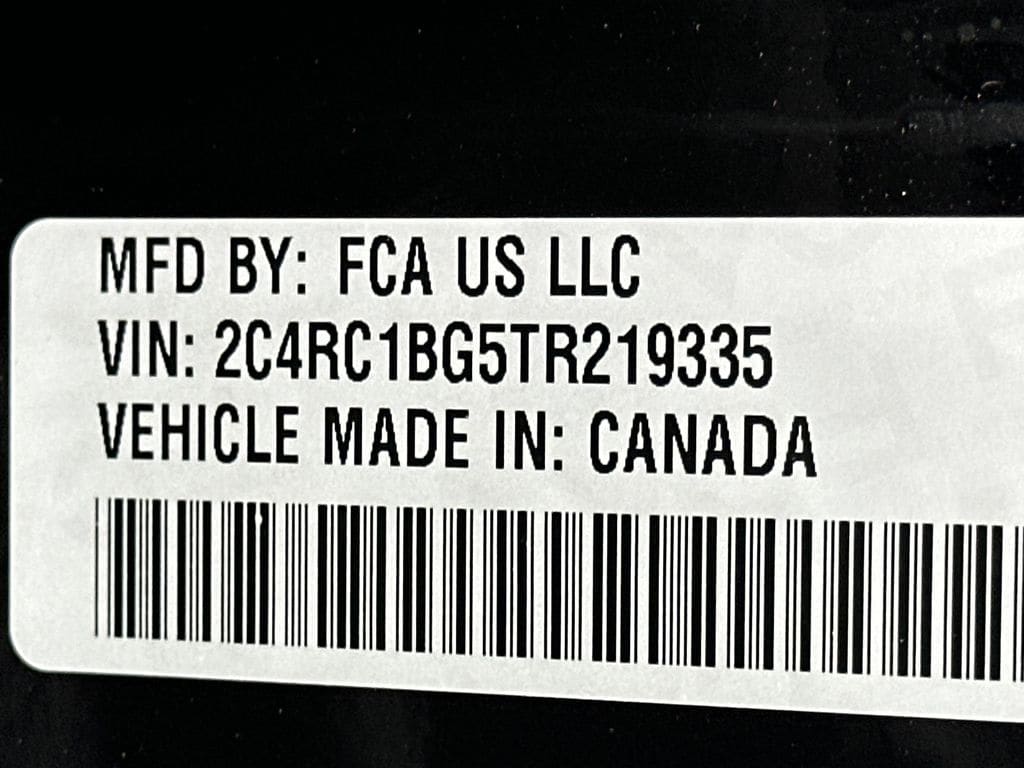 MFD BY: FCA US LLC
VIN: 2C4RC1BG5TR219335
VEHICLE MADE IN: CANADA